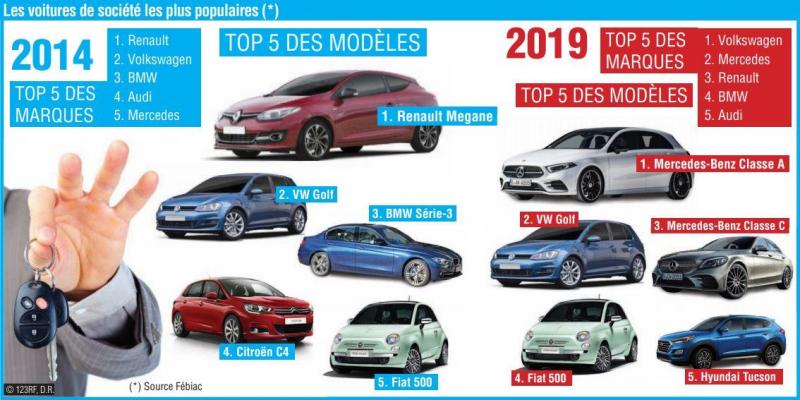 Les voitures de société les plus populaires (*)
2014
TOP 5 DES
MARQUES
1. Renault
2. Volkswagen
3. BMW
4. Audi
5. Mercedes
TOP 5 DES MODÈLES
1. Renault Megane
2. VW Golf
3. BMW Série-3
4. Citroën C4
5. Fiat 500
(*) Source Fébiac
© 123RF, D.R.
2019
TOP 5 DES
MARQUES
1. Volkswagen
2. Mercedes
3. Renault
4. BMW
5. Audi
TOP 5 DES MODÈLES
1. Mercedes-Benz Classe A
2. VW Golf
3. Mercedes-Benz Classe C
4. Fiat 500
5. Hyundai Tucson